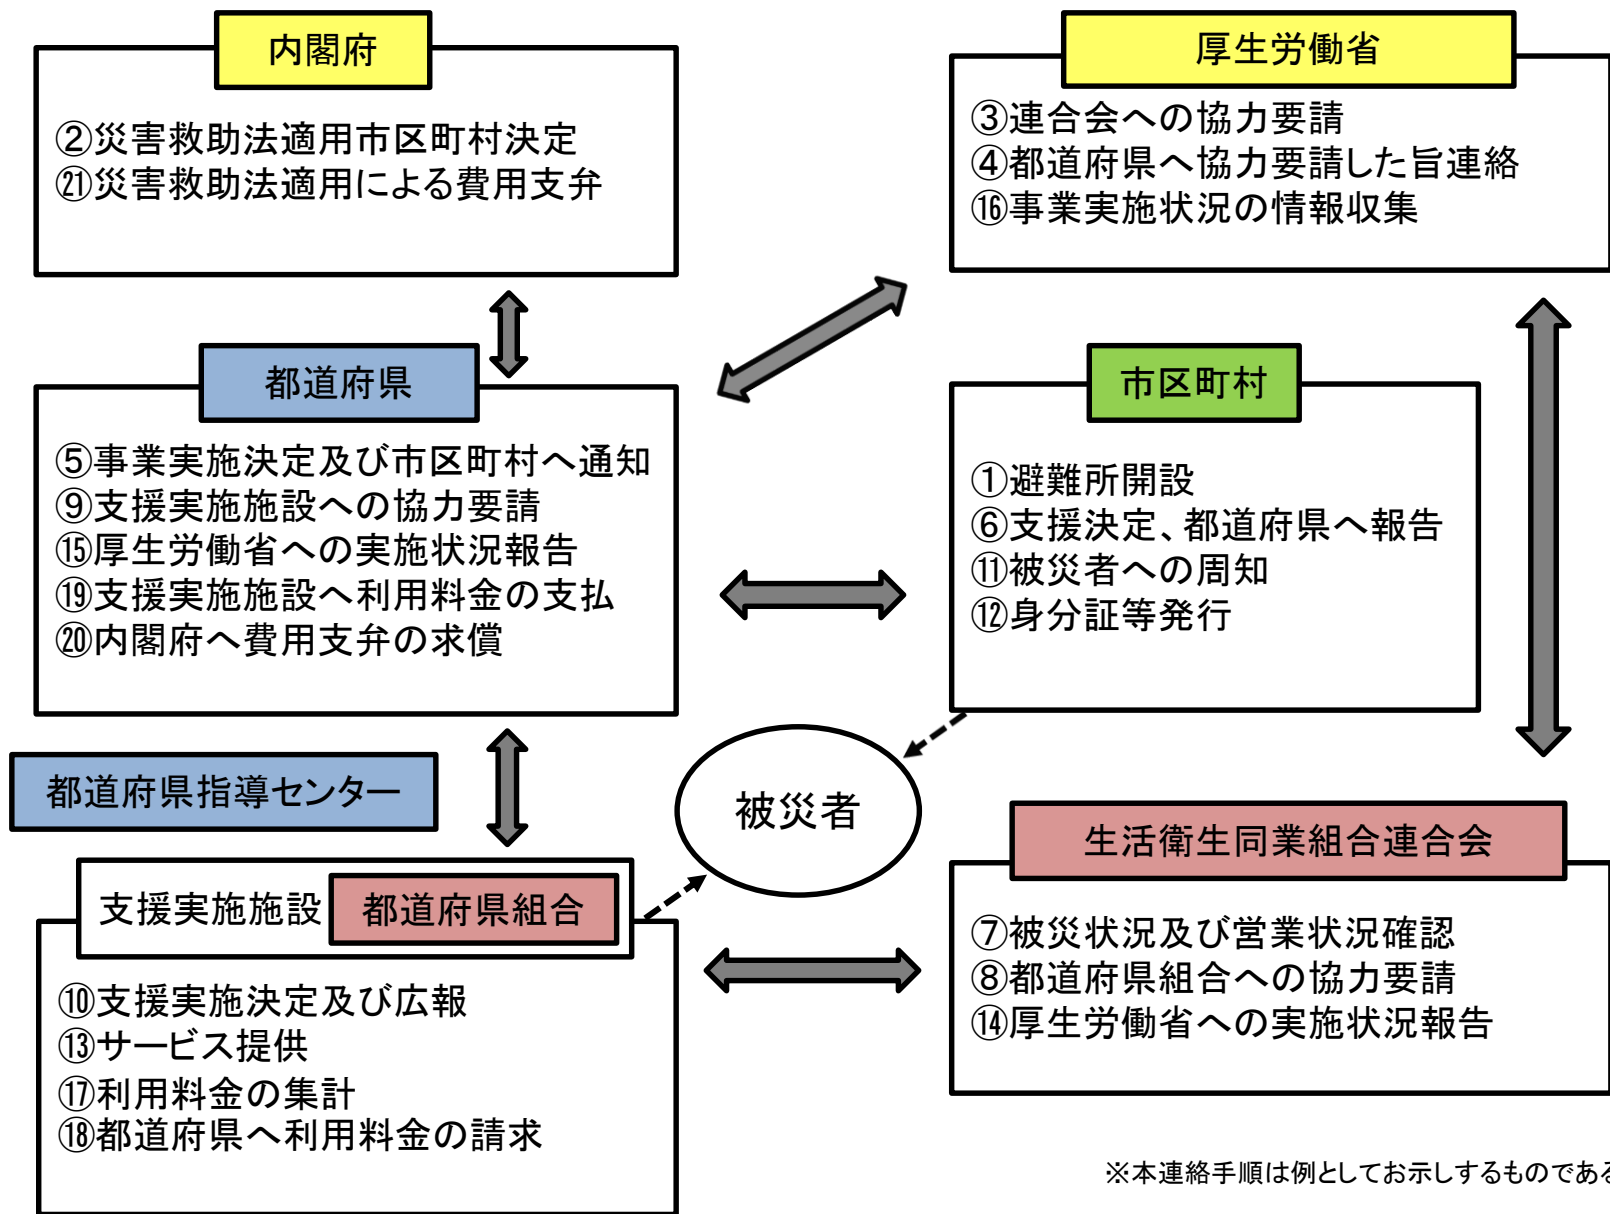 内閣府
②災害救助法適用市区町村決定
㉑災害救助法適用による費用支弁
厚生労働省
③連合会への協力要請
④都道府県へ協力要請した旨連絡
⑯事業実施状況の情報収集
都道府県
⑤事業実施決定及び市区町村へ通知
⑨支援実施施設への協力要請
⑮厚生労働省への実施状況報告
⑲支援実施施設へ利用料金の支払
⑳内閣府へ費用支弁の求償
市区町村
①避難所開設
⑥支援決定、都道府県へ報告
⑪被災者への周知
⑫身分証等発行
都道府県指導センター
被災者
支援実施施設
都道府県組合
⑩支援実施決定及び広報
⑬サービス提供
⑰利用料金の集計
⑱都道府県へ利用料金の請求
生活衛生同業組合連合会
⑦被災状況及び営業状況確認
⑧都道府県組合への協力要請
⑭厚生労働省への実施状況報告
※本連絡手順は例としてお示しするものである